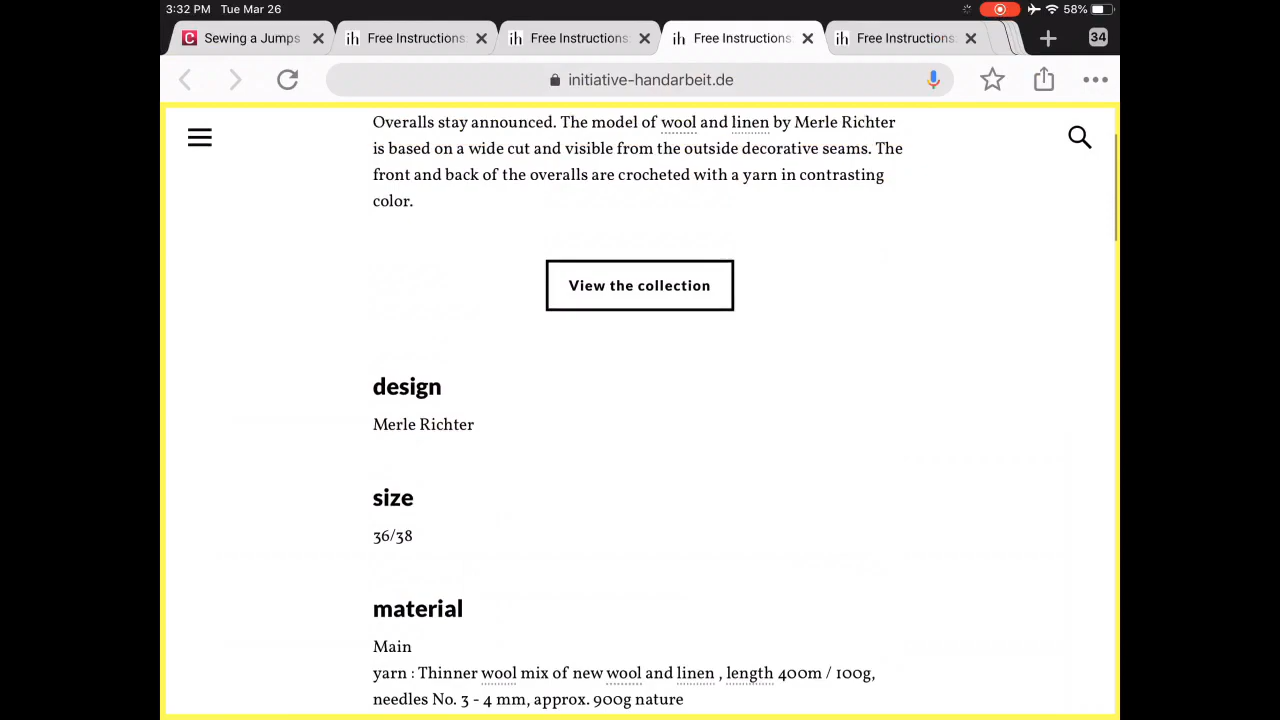 3:32 PM Tue Mar 26 58%
Sewing a Jumps Free Instructions Free Instructions Free Instructions Free Instructions 34
initiative-handarbeit.de
Overalls stay announced. The model of wool and linen by Merle Richter
is based on a wide cut and visible from the outside decorative seams. The
front and back of the overalls are crocheted with a yarn in contrasting
color.
View the collection
design
Merle Richter
size
36/38
material
Main
yarn : Thinner wool mix of new wool and linen , length 400m / 100g,
needles No. 3 - 4 mm, approx. 900g nature